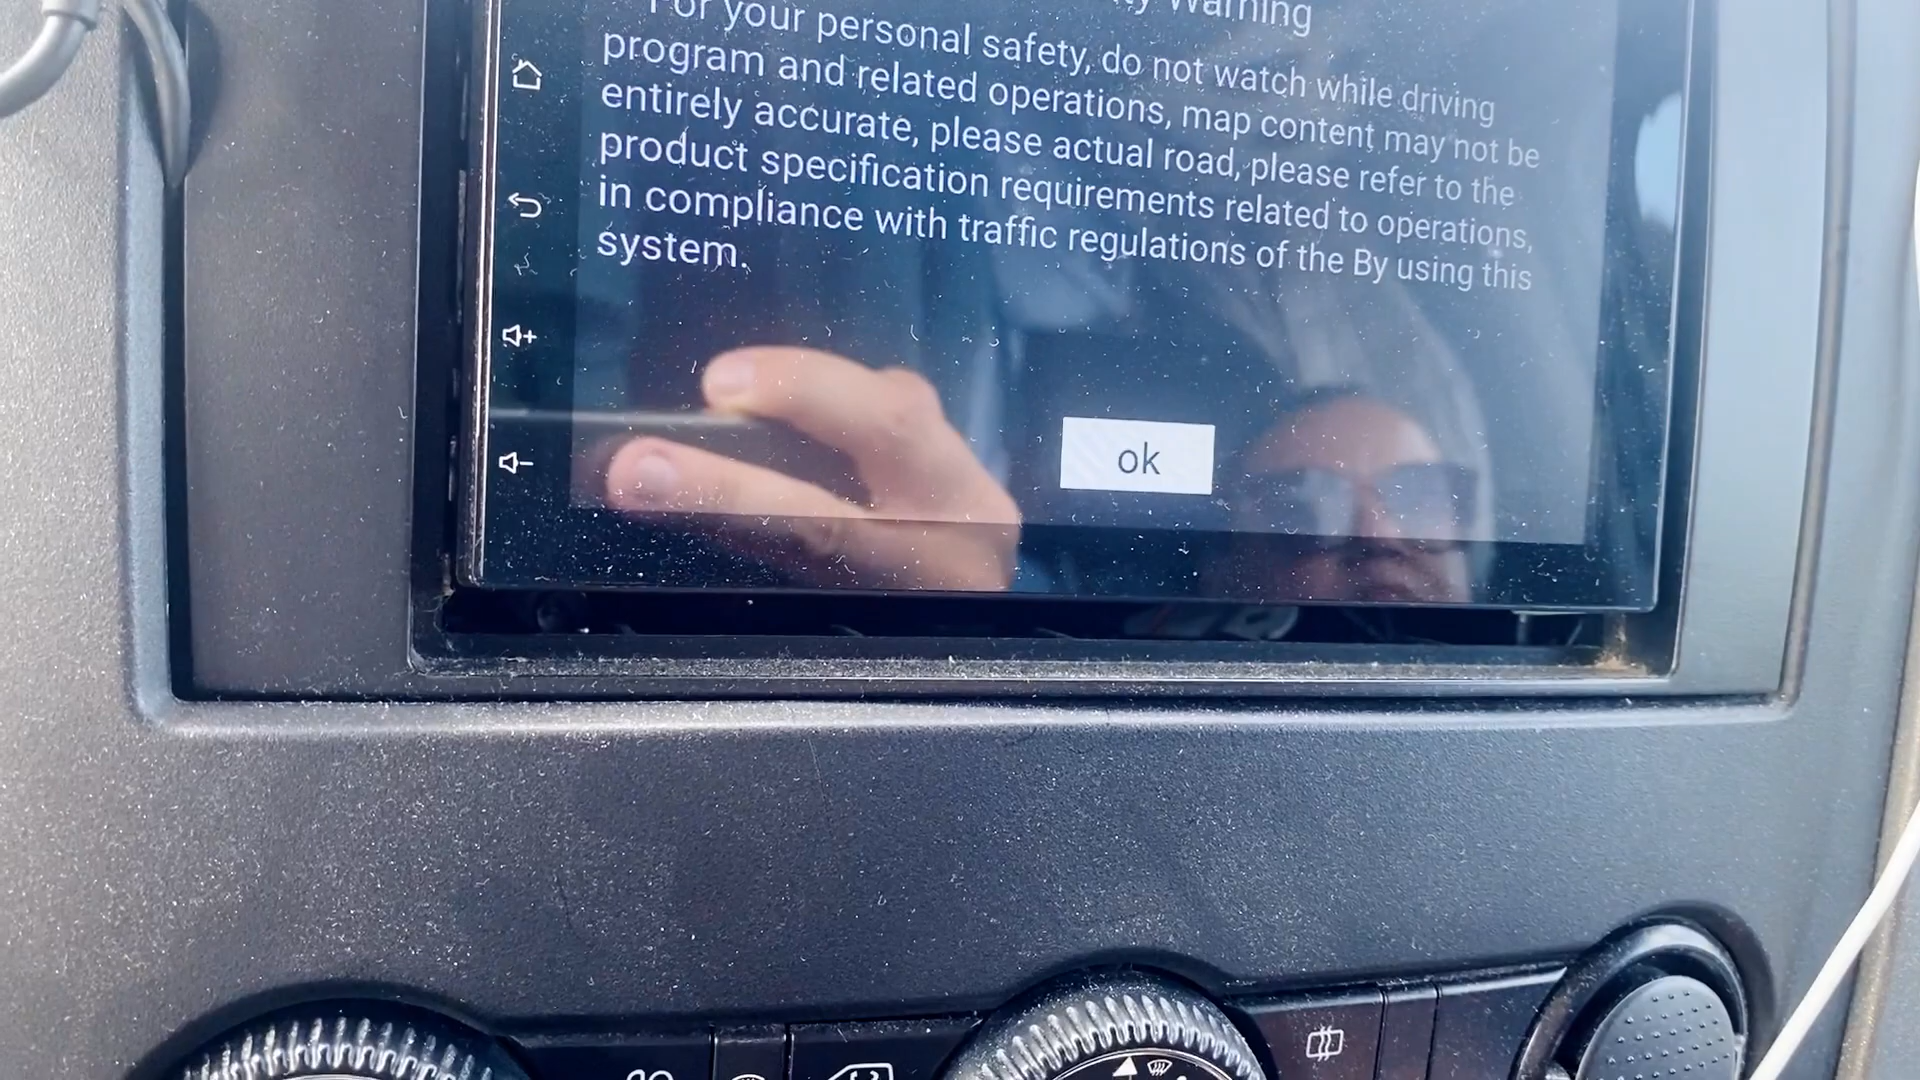 Warning
For your personal safety, do not watch while driving
program and related operations, map content may not be
entirely accurate, please actual road, please refer to the
product specification requirements related to operations,
in compliance with traffic regulations of the By using this
system.
ok